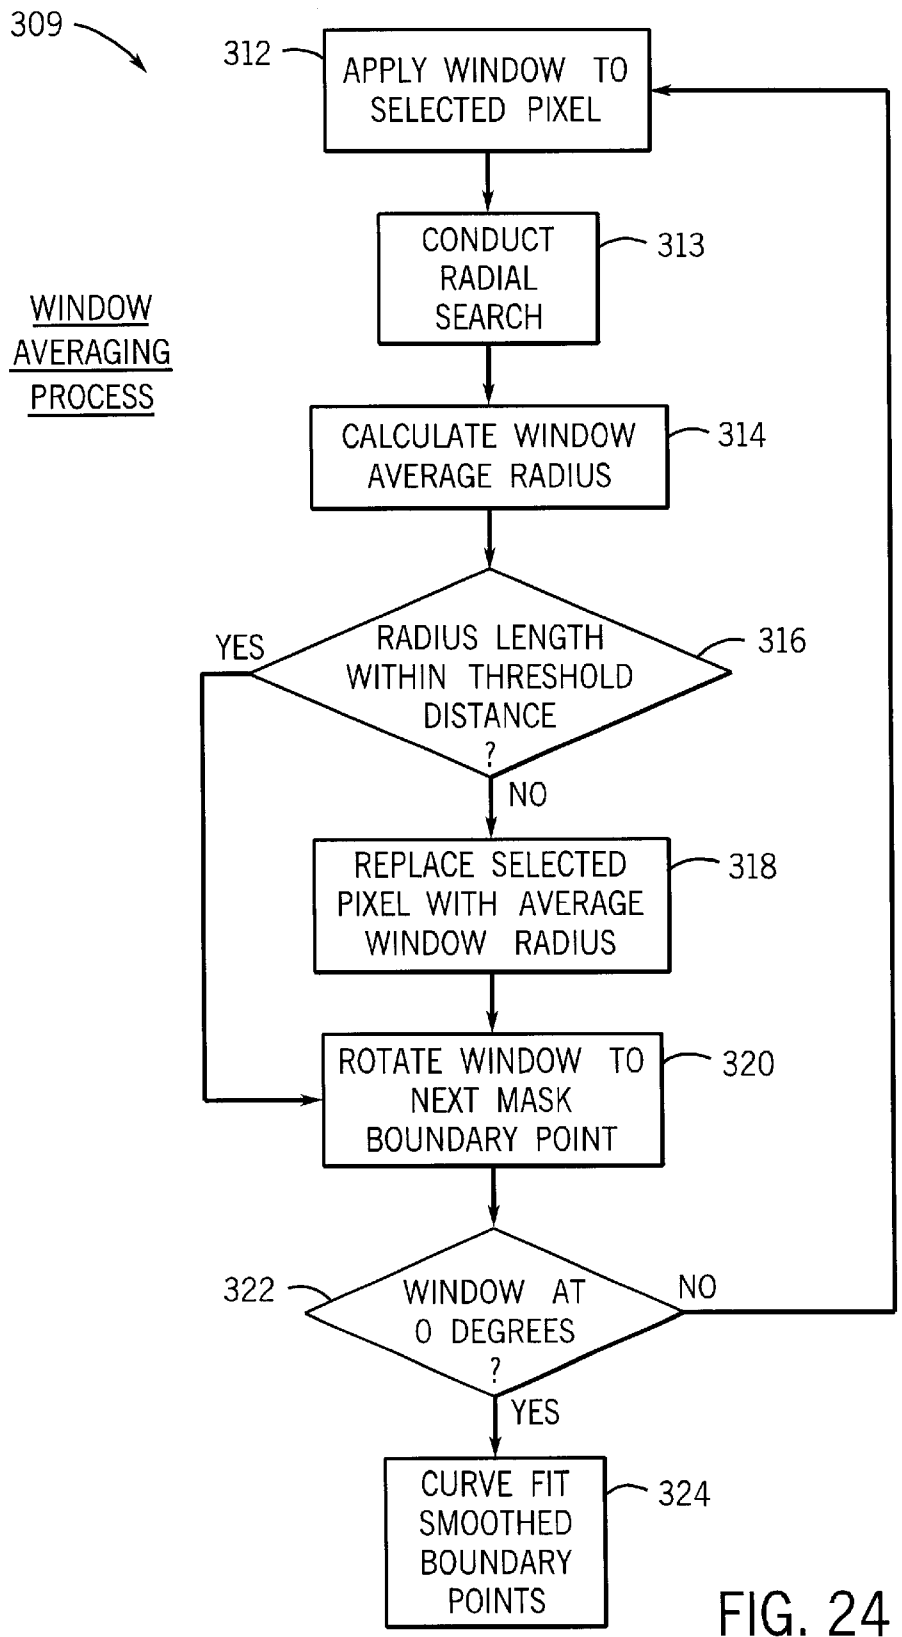 309
312
APPLY WINDOW TO
SELECTED PIXEL
CONDUCT
RADIAL
SEARCH
313
WINDOW
AVERAGING
PROCESS
CALCULATE WINDOW
AVERAGE RADIUS
314
YES
RADIUS LENGTH
WITHIN THRESHOLD
DISTANCE
?
316
NO
REPLACE SELECTED
PIXEL WITH AVERAGE
WINDOW RADIUS
318
ROTATE WINDOW TO
NEXT MASK
BOUNDARY POINT
320
322
WINDOW AT
0 DEGREES
?
NO
YES
CURVE FIT
SMOOTHED
BOUNDARY
POINTS
324
FIG. 24